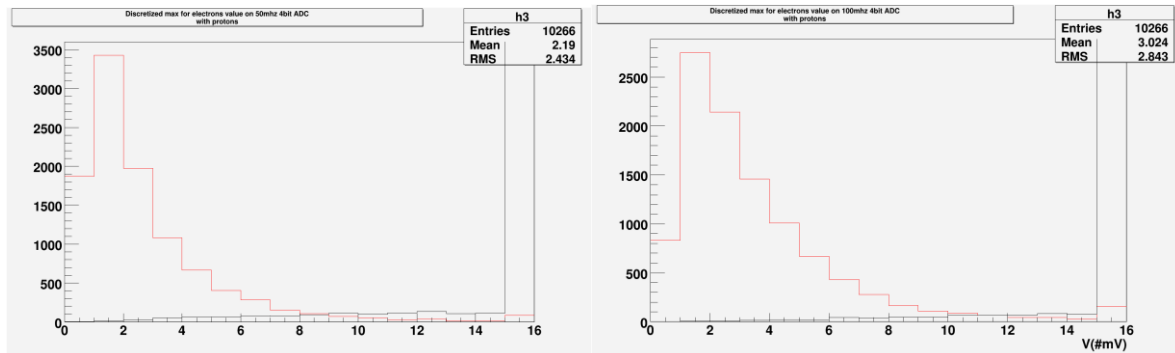 Discretized max for electrons value on 50mhz 4bit ADC
with protons
h3
Entries 10266
Mean 2.19
RMS 2.434
3500
3000
2500
2000
1500
1000
500
0
0 2 4 6 8 10 12 14 16
Discretized max for electrons value on 100mhz 4bit ADC
with protons
h3
Entries 10266
Mean 3.024
RMS 2.843
2500
2000
1500
1000
500
0
0 2 4 6 8 10 12 14 16
V(#mV)